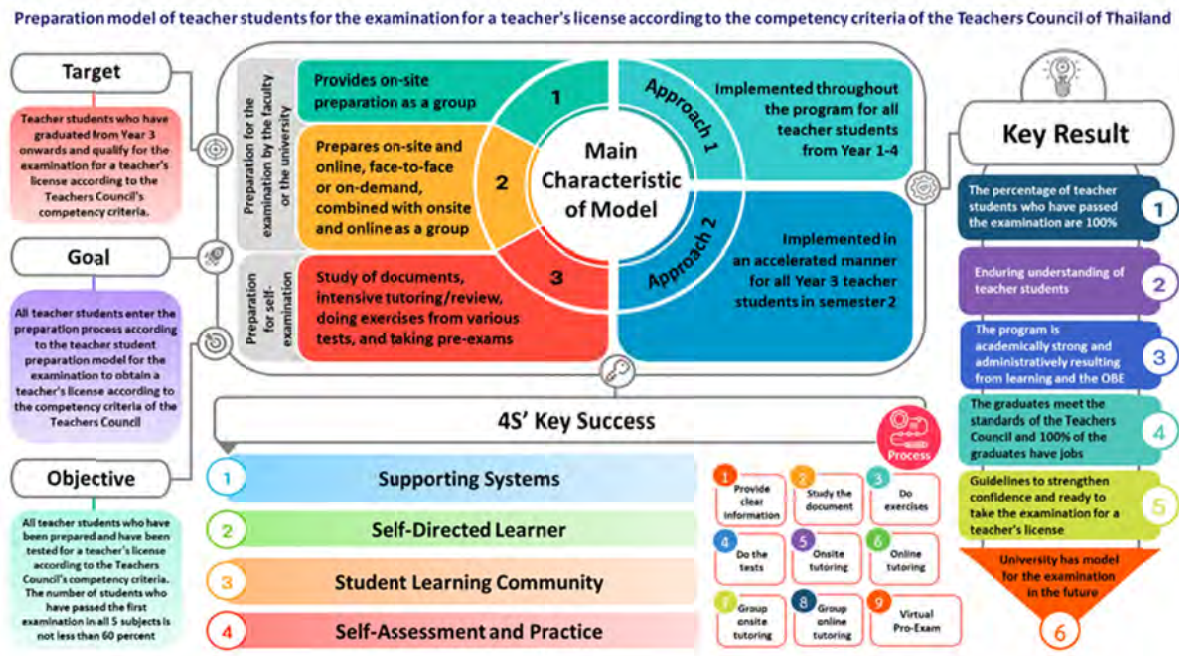 Preparation model of teacher students for the examination for a teacher's license according to the competency criteria of the Teachers Council of Thailand
Target
Teacher students who have
graduated from Year 3
onwards and qualify for the
examination for a teacher's
license according to the
Teachers Council's
competency criteria.
Goal
All teacher students enter the
preparation process according
to the teacher student
preparation model for the
examination to obtain a
teacher's license according to
the competency criteria of the
Teachers Council
Objective
All teacher students who have
been prepared and have been
tested for a teacher's license
according to the Teachers
Council's competency criteria.
The number of students who
have passed the first
examination in all 5 subjects is
not less than 60 percent
Preparation for the
examination by the faculty
or the university
Preparation
for self-
examination
Provides on-site
preparation as a group
1
Prepares on-site and
online, face-to-face
or on-demand,
combined with onsite
and online as a group
2
Study of documents,
intensive tutoring/review,
doing exercises from various
tests, and taking pre-exams
3
Main
Characteristic
of Model
Approach 1
Implemented throughout
the program for all
teacher students
from Year 1-4
Approach 2
Implemented in
an accelerated manner
for all Year 3 teacher
students in semester 2
4S' Key Success
1
Supporting Systems
2
Self-Directed Learner
3
Student Learning Community
4
Self-Assessment and Practice
Process
1
Provide
clear
information
2
Study the
document
3
Do
exercises
4
Do the
tests
5
Onsite
tutoring
6
Online
tutoring
7
Group
onsite
tutoring
8
Group
online
tutoring
9
Virtual
Pro-Exam
Key Result
The percentage of teacher
students who have passed
the examination are 100%
1
Enduring understanding of
teacher students
2
The program is
academically strong and
administratively resulting
from learning and the OBE
3
The graduates meet the
standards of the Teachers
Council and 100% of the
graduates have jobs
4
Guidelines to strengthen
confidence and ready to
take the examination for a
teacher's license
5
University has model
for the examination
in the future
6